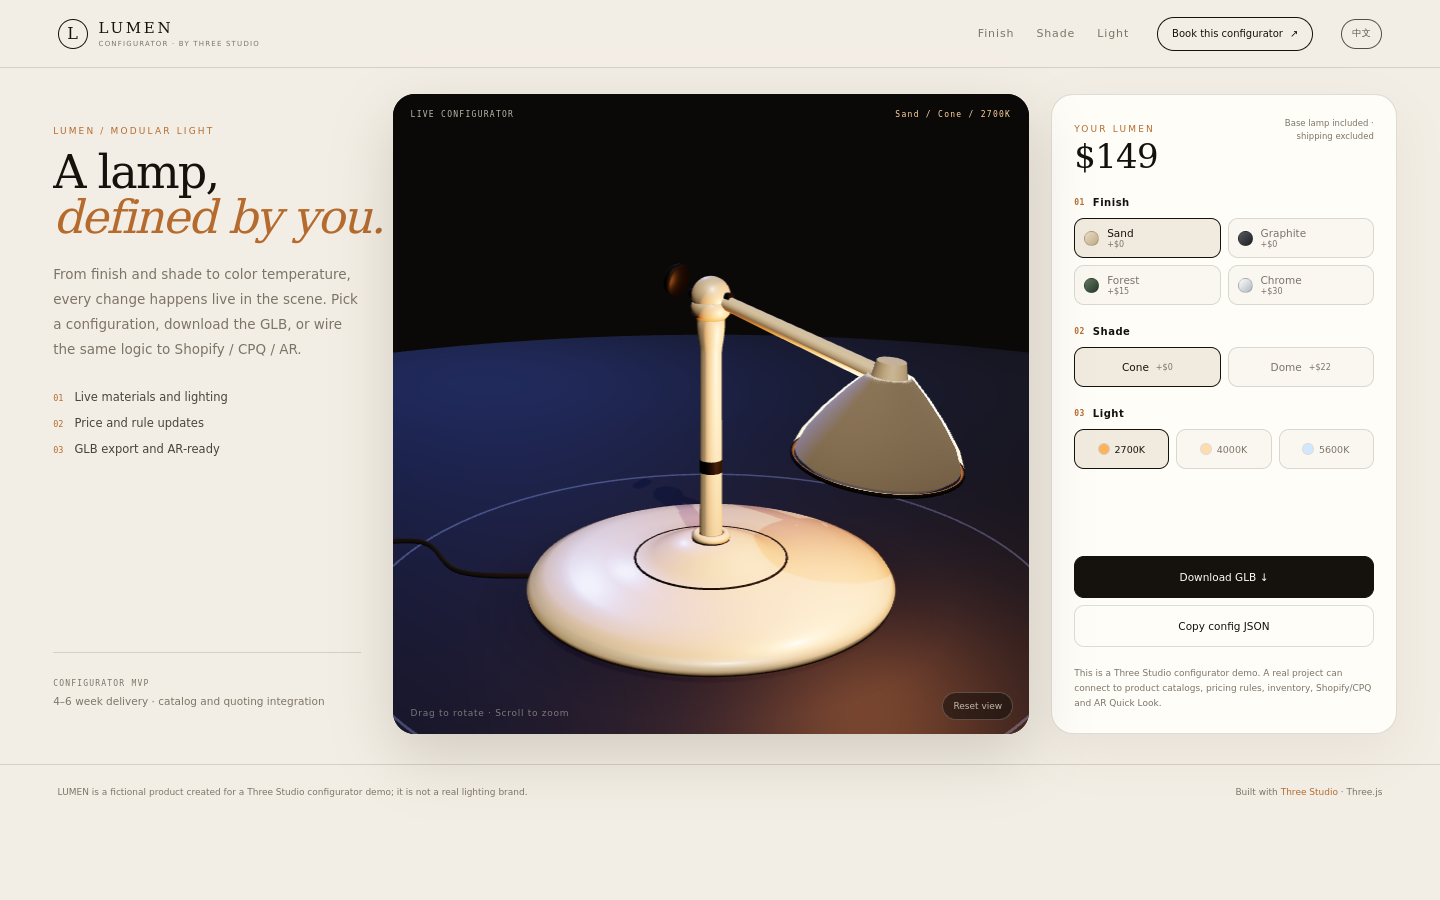 L
LUMEN
CONFIGURATOR · BY THREE STUDIO
Finish
Shade
Light
Book this configurator ↗
中文
LUMEN / MODULAR LIGHT
A lamp,
defined by you.
From finish and shade to color temperature,
every change happens live in the scene. Pick
a configuration, download the GLB, or wire
the same logic to Shopify / CPQ / AR.
01 Live materials and lighting
02 Price and rule updates
03 GLB export and AR-ready
CONFIGURATOR MVP
4–6 week delivery · catalog and quoting integration
LIVE CONFIGURATOR
Sand / Cone / 2700K
Drag to rotate · Scroll to zoom
Reset view
YOUR LUMEN
$149
Base lamp included ·
shipping excluded
01 Finish
Sand
+$0
Graphite
+$0
Forest
+$15
Chrome
+$30
02 Shade
Cone +$0
Dome +$22
03 Light
2700K
4000K
5600K
Download GLB ↓
Copy config JSON
This is a Three Studio configurator demo. A real project can
connect to product catalogs, pricing rules, inventory, Shopify/CPQ
and AR Quick Look.
LUMEN is a fictional product created for a Three Studio configurator demo; it is not a real lighting brand.
Built with Three Studio · Three.js